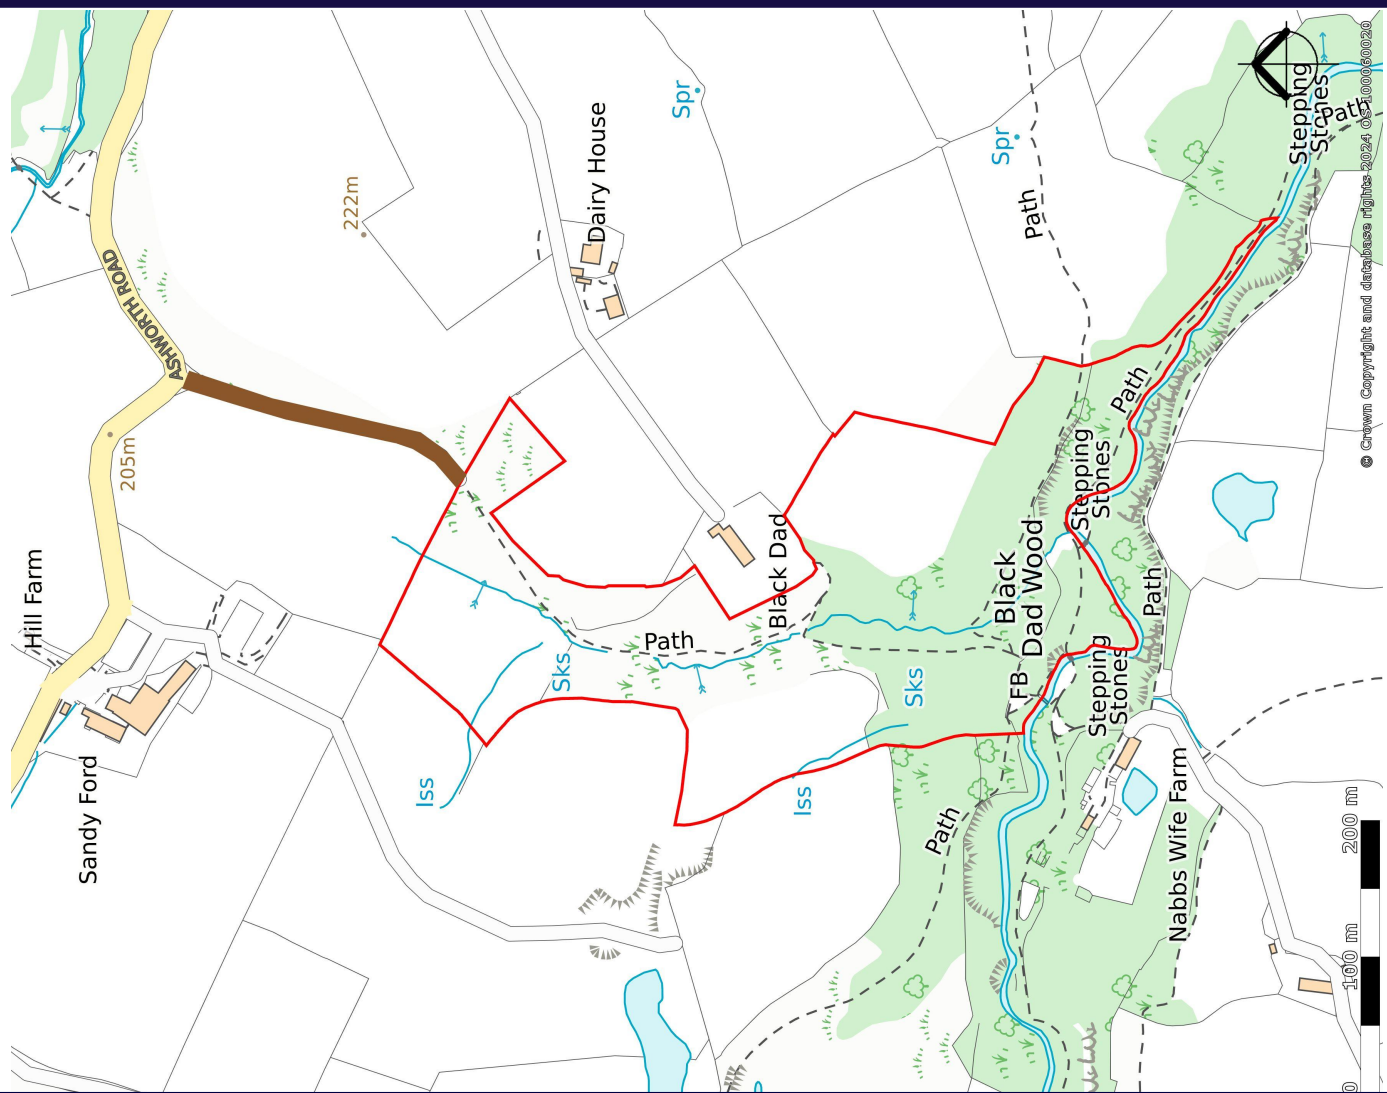 ASHWORTH ROAD
222m
205m
Spr
Spr
Dairy House
Path
Stepping
Stones
Path
Path
Stepping
Stones
Black
Dad Wood
Black Dad
Path
Path
Hill Farm
Sandy Ford
Sks
Sks
Iss
Iss
FB
Stepping
Stones
Path
Nabbs Wife Farm
0
100 m
200 m
© Crown Copyright and database rights 2024 OS 100060020